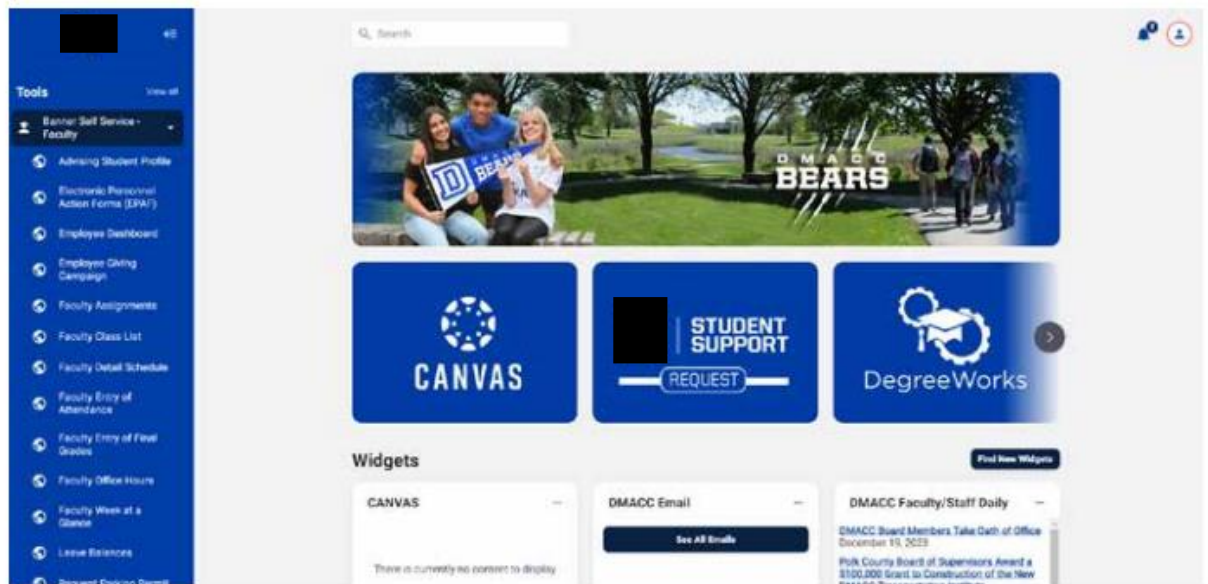 Search
Tools
View all
Banner Self Service -
Faculty
Advising Student Profile
Electronic Personnel
Action Forms (EPAF)
Employee Dashboard
Employee Giving
Campaign
Faculty Assignments
Faculty Class List
Faculty Detail Schedule
Faculty Entry of
Attendance
Faculty Entry of Final
Grades
Faculty Office Hours
Faculty Week at a
Glance
Leave Balances
Request Parking Permit
D
BEA
DMACC
BEARS
CANVAS
STUDENT
SUPPORT
REQUEST
DegreeWorks
Widgets
Find New Widgets
CANVAS
There is currently no content to display
DMACC Email
See All Emails
DMACC Faculty/Staff Daily
DMACC Board Members Take Oath of Office
December 19, 2023
Polk County Board of Supervisors Award a
$100,000 Grant to Construction of the New